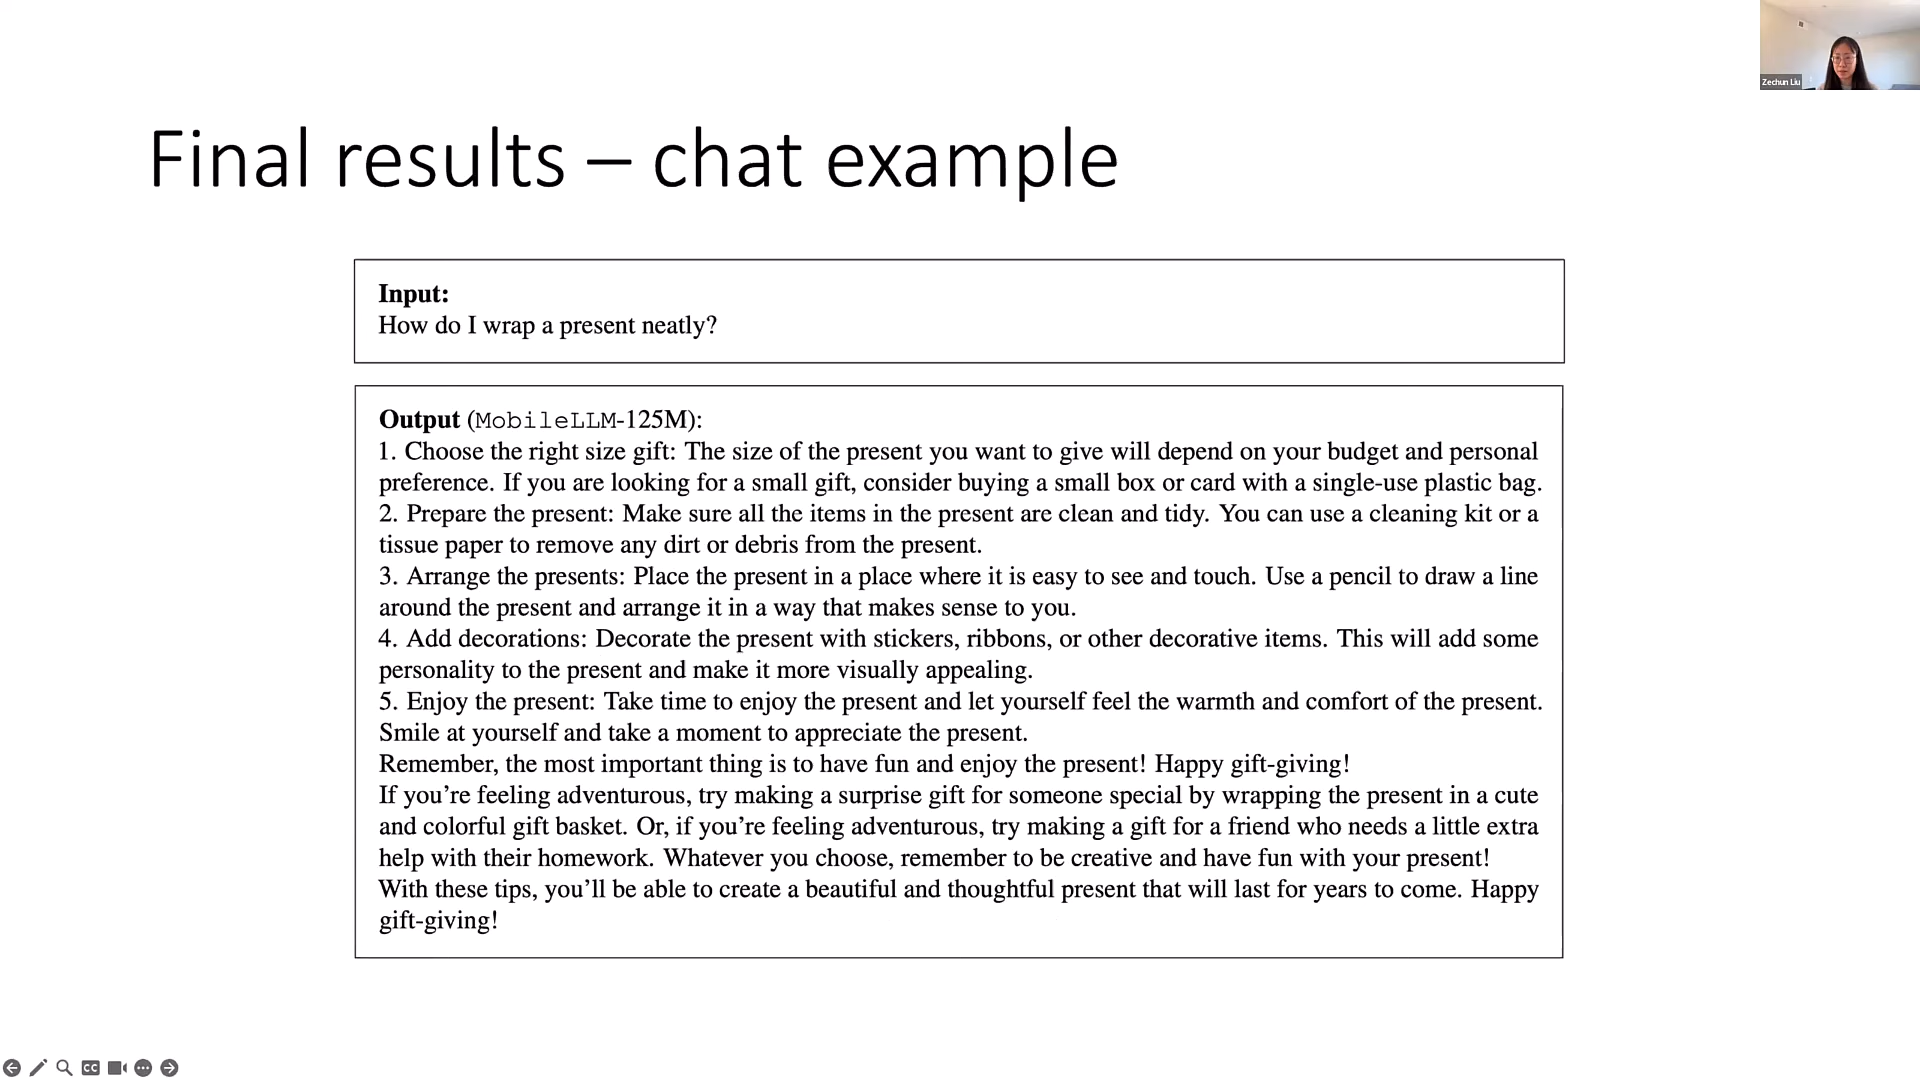 Zechun Liu
Final results – chat example
Input:
How do I wrap a present neatly?
Output (MobileLLM-125M):
1. Choose the right size gift: The size of the present you want to give will depend on your budget and personal
preference. If you are looking for a small gift, consider buying a small box or card with a single-use plastic bag.
2. Prepare the present: Make sure all the items in the present are clean and tidy. You can use a cleaning kit or a
tissue paper to remove any dirt or debris from the present.
3. Arrange the presents: Place the present in a place where it is easy to see and touch. Use a pencil to draw a line
around the present and arrange it in a way that makes sense to you.
4. Add decorations: Decorate the present with stickers, ribbons, or other decorative items. This will add some
personality to the present and make it more visually appealing.
5. Enjoy the present: Take time to enjoy the present and let yourself feel the warmth and comfort of the present.
Smile at yourself and take a moment to appreciate the present.
Remember, the most important thing is to have fun and enjoy the present! Happy gift-giving!
If you’re feeling adventurous, try making a surprise gift for someone special by wrapping the present in a cute
and colorful gift basket. Or, if you’re feeling adventurous, try making a gift for a friend who needs a little extra
help with their homework. Whatever you choose, remember to be creative and have fun with your present!
With these tips, you’ll be able to create a beautiful and thoughtful present that will last for years to come. Happy
gift-giving!
CC